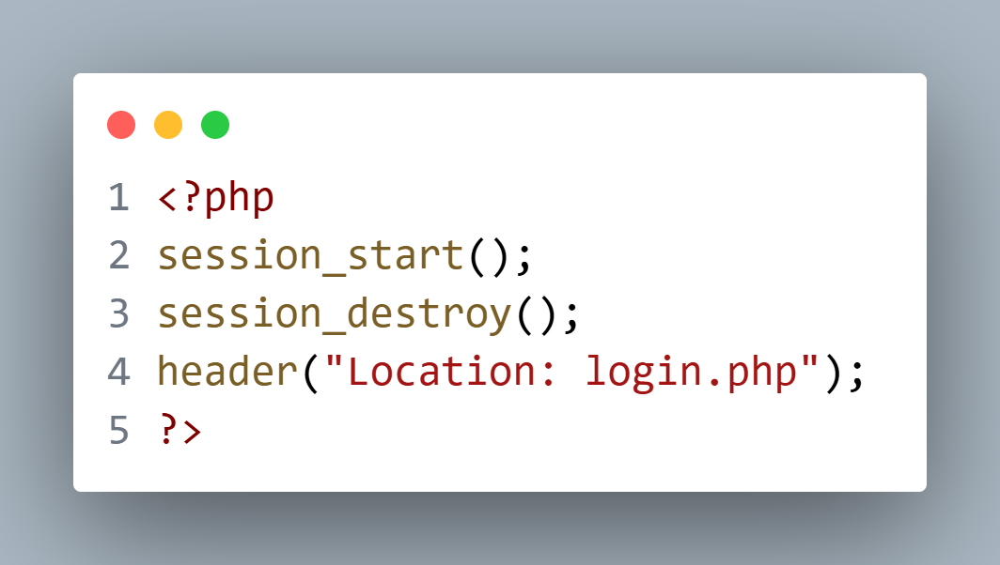 1 <?php
2 session_start();
3 session_destroy();
4 header("Location: login.php");
5 ?>